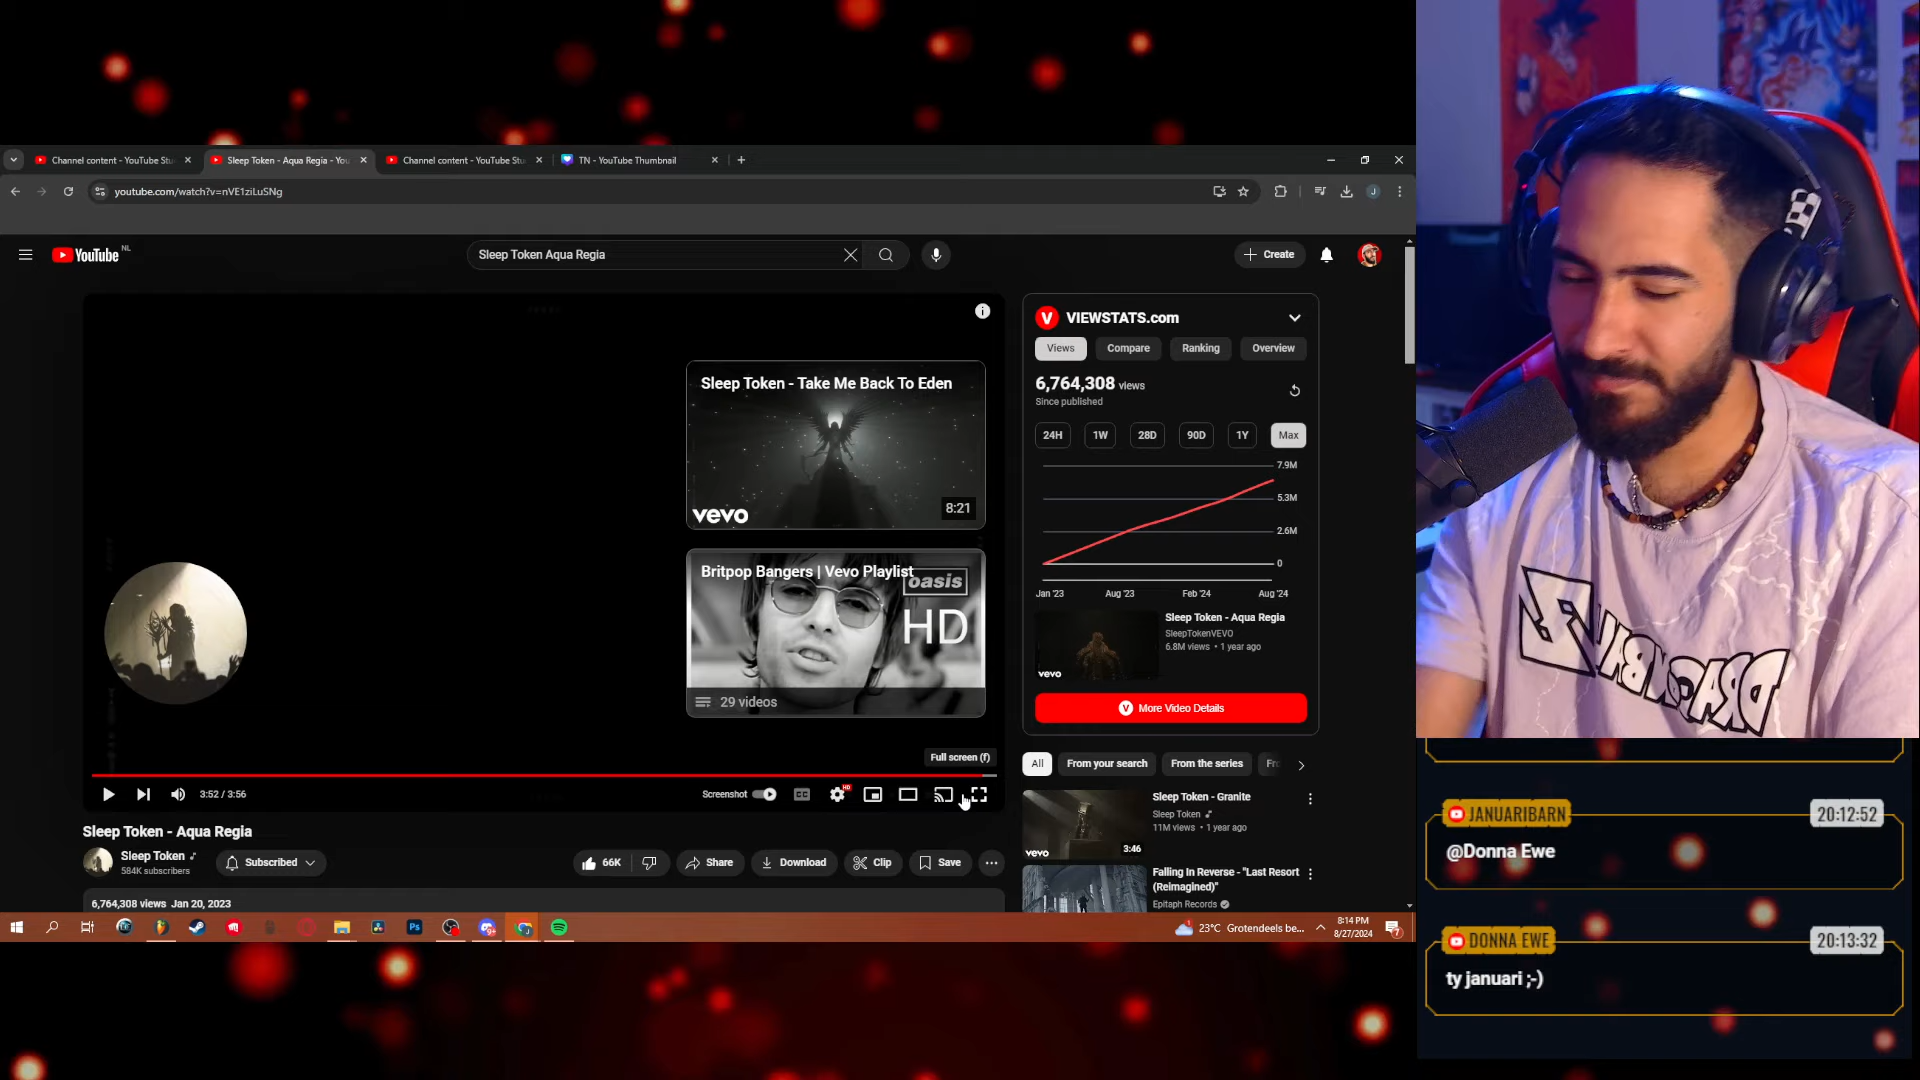 Channel content - YouTube Stu
Sleep Token - Aqua Regia - You
Channel content - YouTube Stu
TN - YouTube Thumbnail
youtube.com/watch?v=nVE1ziLuSNg
YouTube NL
Sleep Token Aqua Regia
Create
Sleep Token - Take Me Back To Eden
vevo
8:21
Britpop Bangers | Vevo Playlist
oasis
HD
29 videos
Full screen (f)
3:52 / 3:56
Screenshot
CC
HD
Sleep Token - Aqua Regia
Sleep Token
584K subscribers
Subscribed
66K
Share
Download
Clip
Save
6,764,308 views Jan 20, 2023
VIEWSTATS.com
Views
Compare
Ranking
Overview
6,764,308 views
Since published
24H
1W
28D
90D
1Y
Max
7.9M
5.3M
2.6M
0
Jan '23
Aug '23
Feb '24
Aug '24
vevo
Sleep Token - Aqua Regia
SleepTokenVEVO
6.8M views • 1 year ago
More Video Details
All
From your search
From the series
Fr
vevo
3:46
Sleep Token - Granite
Sleep Token
11M views • 1 year ago
Falling In Reverse - "Last Resort
(Reimagined)"
Epitaph Records
Ps
23°C Grotendeels be...
8:14 PM
8/27/2024
7
JANUARIBARN
20:12:52
@Donna Ewe
DONNA EWE
20:13:32
ty januari ;-)